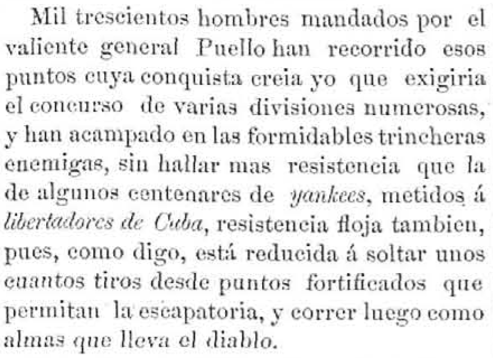 Mil trescientos hombres mandados por el
valiente general Puello han recorrido esos
puntos cuya conquista creia yo que exigiria
el concurso de varias divisiones numerosas,
y han acampado en las formidables trincheras
enemigas, sin hallar mas resistencia que la
de algunos centenares de yankees, metidos á
libertadores de Cuba, resistencia floja tambien,
pues, como digo, está reducida á soltar unos
cuantos tiros desde puntos fortificados que
permitan la escapatoria, y correr luego como
almas que lleva el diablo.